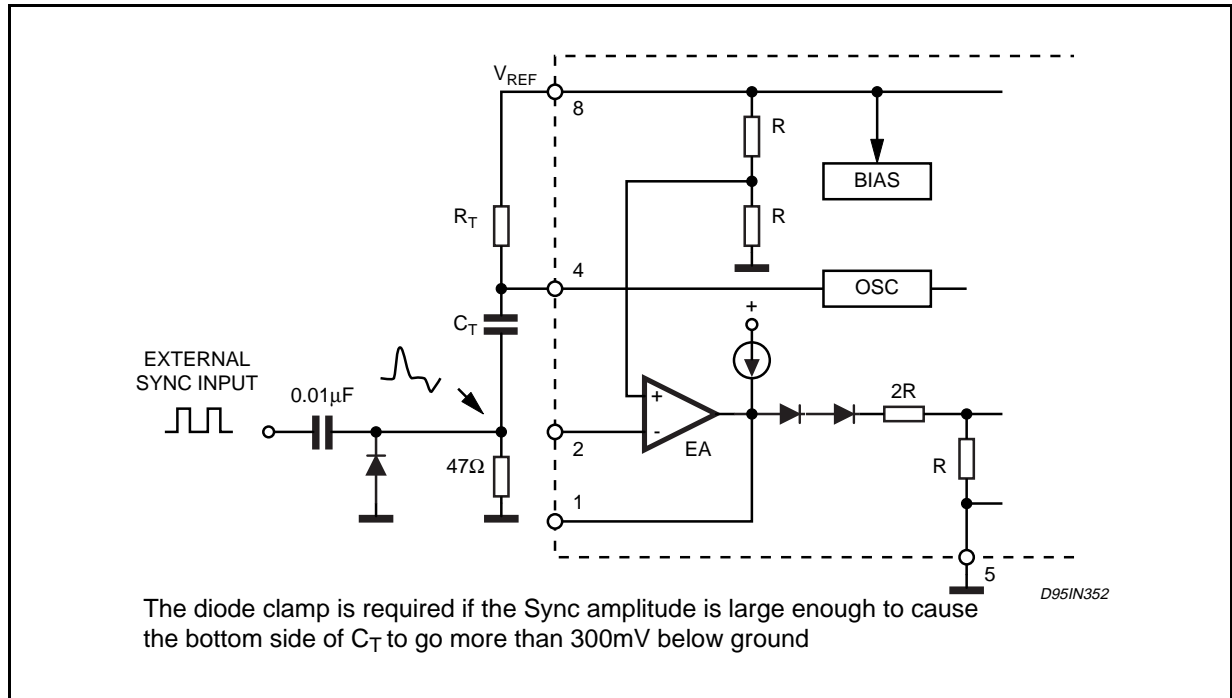 VREF
8
R
BIAS
RT
R
4
OSC
CT
+
EXTERNAL
SYNC INPUT
0.01µF
2R
+
-
EA
2
47Ω
R
1
5
D95IN352
The diode clamp is required if the Sync amplitude is large enough to cause
the bottom side of CT to go more than 300mV below ground